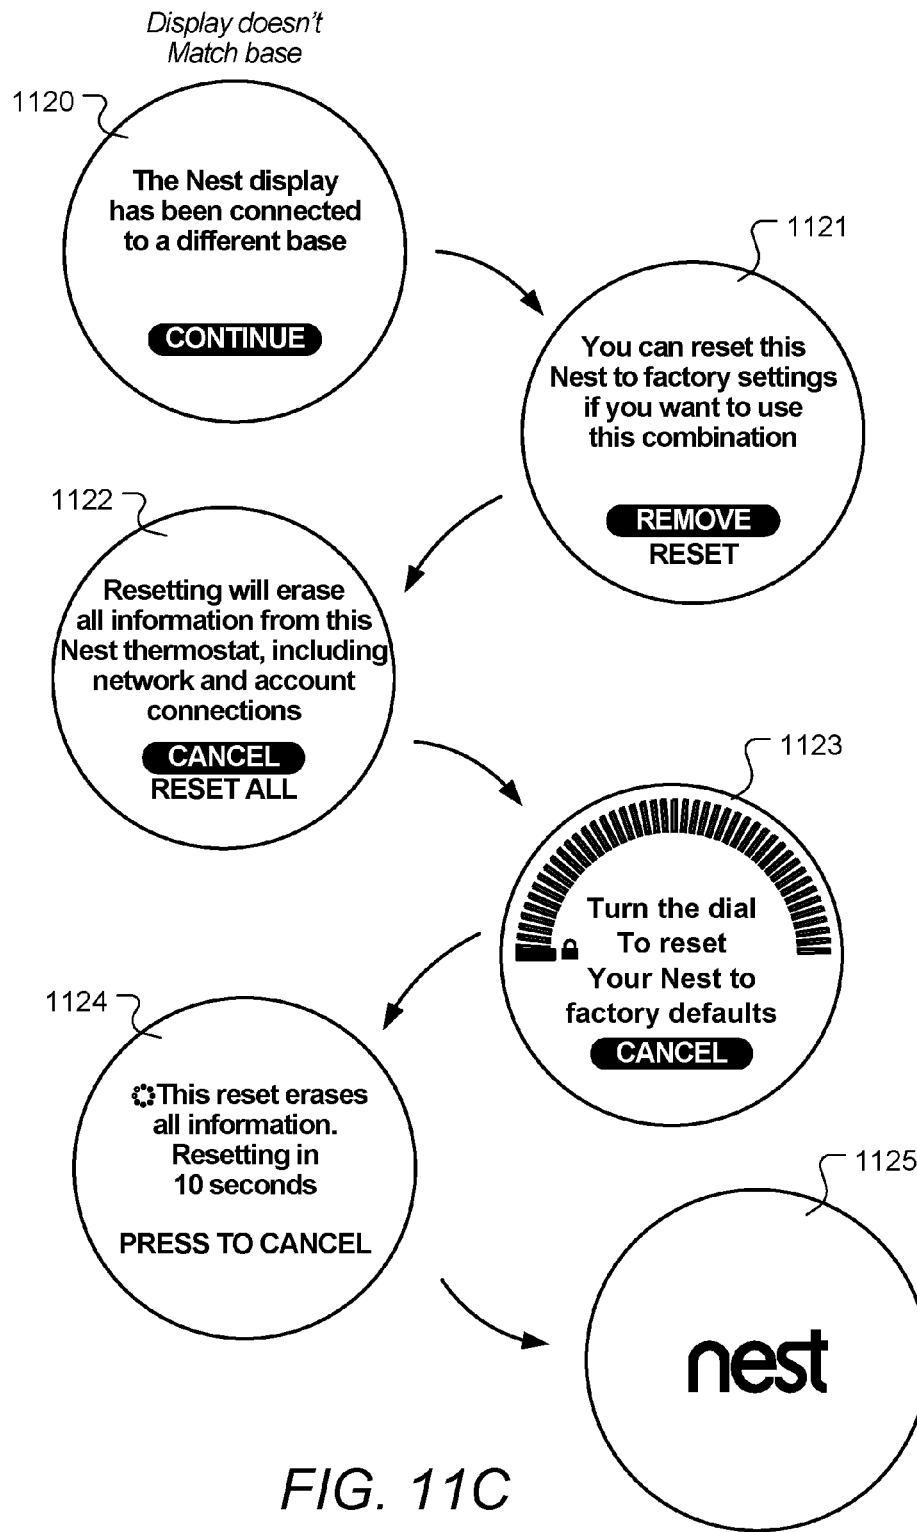 Display doesn't
Match base
1120
The Nest display
has been connected
to a different base
CONTINUE
1121
You can reset this
Nest to factory settings
if you want to use
this combination
REMOVE
RESET
1122
Resetting will erase
all information from this
Nest thermostat, including
network and account
connections
CANCEL
RESET ALL
1123
Turn the dial
To reset
Your Nest to
factory defaults
CANCEL
1124
This reset erases
all information.
Resetting in
10 seconds
PRESS TO CANCEL
1125
nest
FIG. 11C